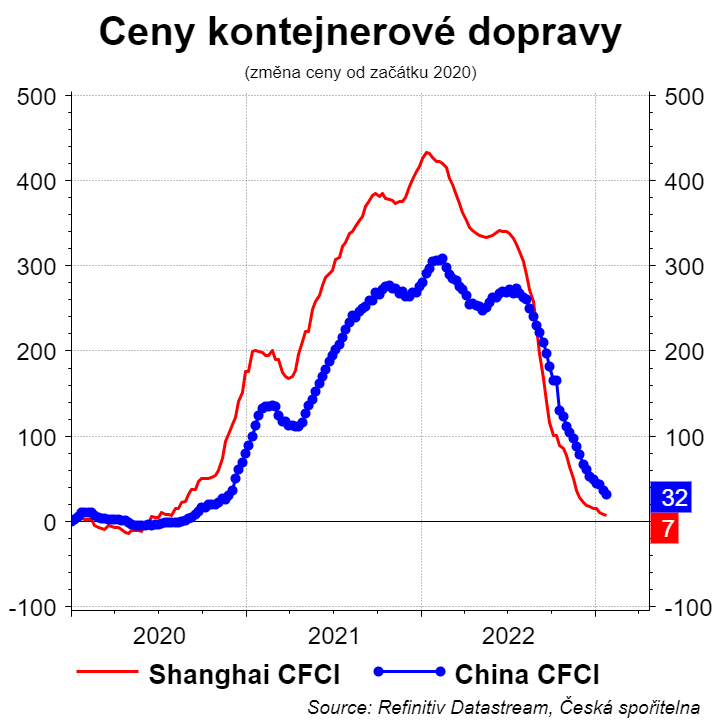 Ceny kontejnerové dopravy
(změna ceny od začátku 2020)
500 500
400 400
300 300
200 200
100 100
32
0 7
-100 -100
2020 2021 2022
Shanghai CFCI China CFCI
Source: Refinitiv Datastream, Česká spořitelna